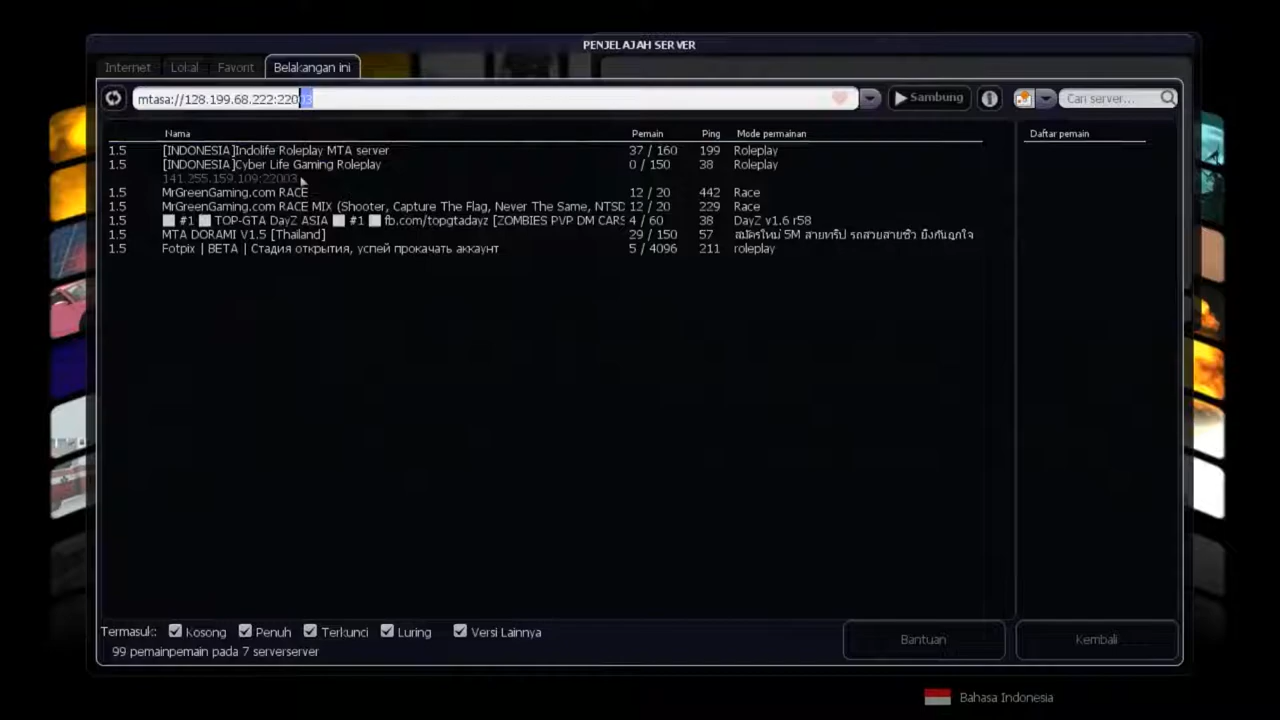 PENJELAJAH SERVER
Internet Lokal Favorit Belakangan ini
mtasa://128.199.68.222:22003 Sambung Cari server...
Nama Pemain Ping Mode permainan Daftar pemain
1.5 [INDONESIA]Indolife Roleplay MTA server 37 / 160 199 Roleplay
1.5 [INDONESIA]Cyber Life Gaming Roleplay 0 / 150 38 Roleplay
141.255.159.109:22003
1.5 MrGreenGaming.com RACE 12 / 20 442 Race
1.5 MrGreenGaming.com RACE MIX (Shooter, Capture The Flag, Never The Same, NTSD 12 / 20 229 Race
1.5 #1 TOP-GTA DayZ ASIA #1 fb.com/topgtadayz [ZOMBIES PVP DM CARS 4 / 60 38 DayZ v1.6 r58
1.5 MTA DORAMI V1.5 [Thailand] 29 / 150 57 สมัครใหม่ 5M สายทริป รถสวยสายซิ่ว ยิงกันถูกใจ
1.5 Fotpix | BETA | Стадия открытия, успей прокачать аккаунт 5 / 4096 211 roleplay
Termasuk: Kosong Penuh Terkunci Luring Versi Lainnya
99 pemainpemain pada 7 serverserver
Bantuan Kembali
Bahasa Indonesia